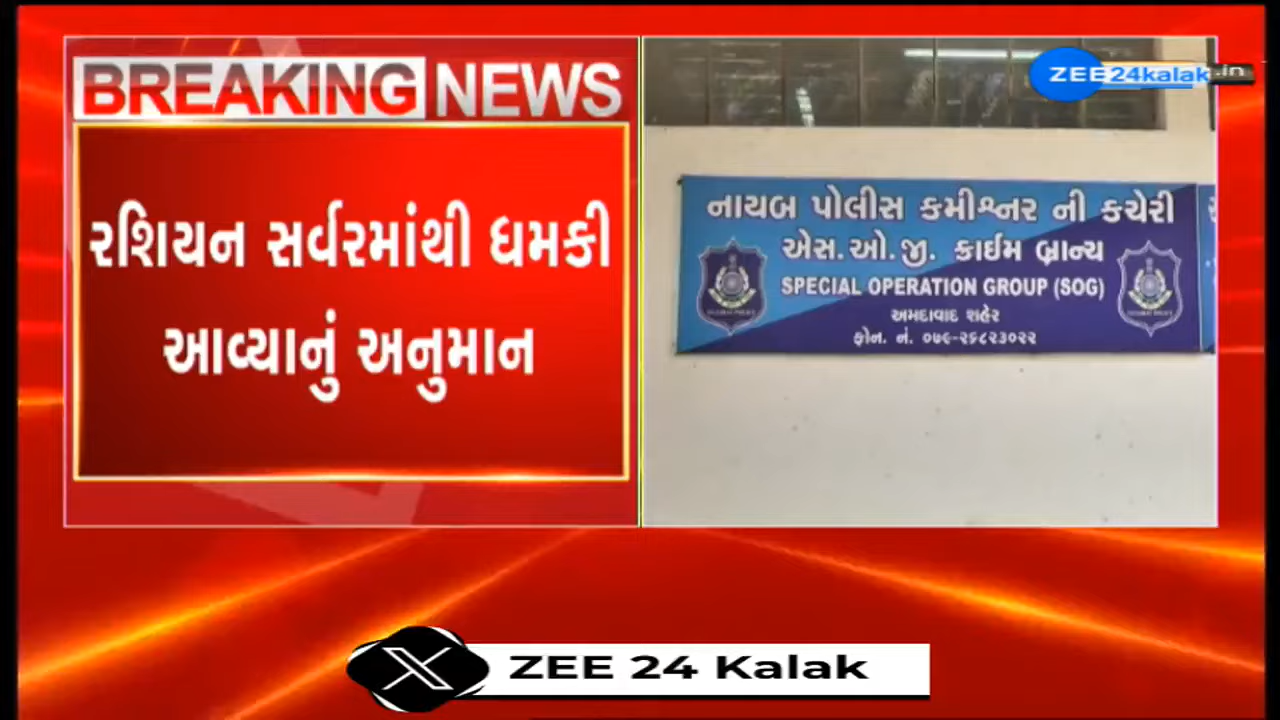 BREAKING NEWS
રશિયન સર્વરમાંથી ધમકી
આવ્યાનું અનુમાન
ZEE24kalak.in
નાયબ પોલીસ કમીશ્નર ની કચેરી
એસ.ઓ.જી. ક્રાઈમ બ્રાન્ચ
SPECIAL OPERATION GROUP (SOG)
અમદાવાદ શહેર
ફોન. નં. ૦૭૯-૨૬૮૨૩૦૨૨
X ZEE 24 Kalak